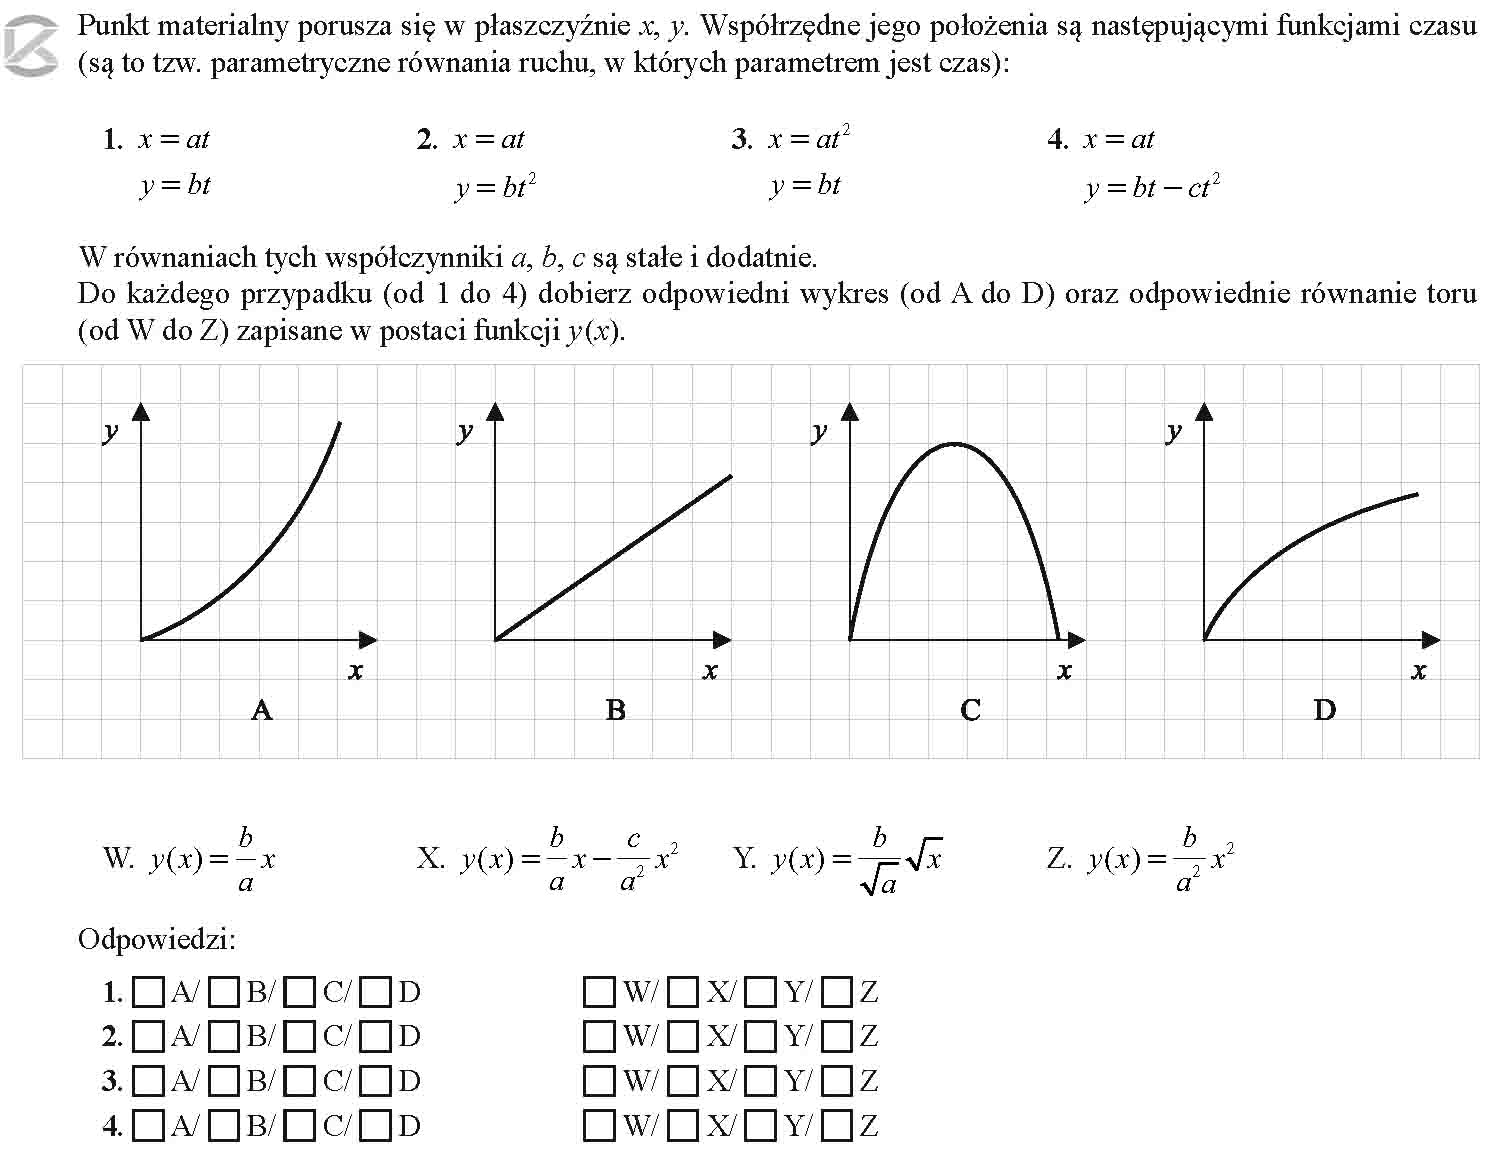 Punkt materialny porusza się w płaszczyźnie x, y. Współrzędne jego położenia są następującymi funkcjami czasu
(są to tzw. parametryczne równania ruchu, w których parametrem jest czas):
1. x = at 2. x = at 3. x = at² 4. x = at
y = bt y = bt² y = bt y = bt − ct²
W równaniach tych współczynniki a, b, c są stałe i dodatnie.
Do każdego przypadku (od 1 do 4) dobierz odpowiedni wykres (od A do D) oraz odpowiednie równanie toru
(od W do Z) zapisane w postaci funkcji y(x).
y y y y
x x x x
A B C D
W. y(x) = b/a x X. y(x) = b/a x − c/a² x² Y. y(x) = b/√a √x Z. y(x) = b/a² x²
Odpowiedzi:
1. □ A/ □ B/ □ C/ □ D □ W/ □ X/ □ Y/ □ Z
2. □ A/ □ B/ □ C/ □ D □ W/ □ X/ □ Y/ □ Z
3. □ A/ □ B/ □ C/ □ D □ W/ □ X/ □ Y/ □ Z
4. □ A/ □ B/ □ C/ □ D □ W/ □ X/ □ Y/ □ Z